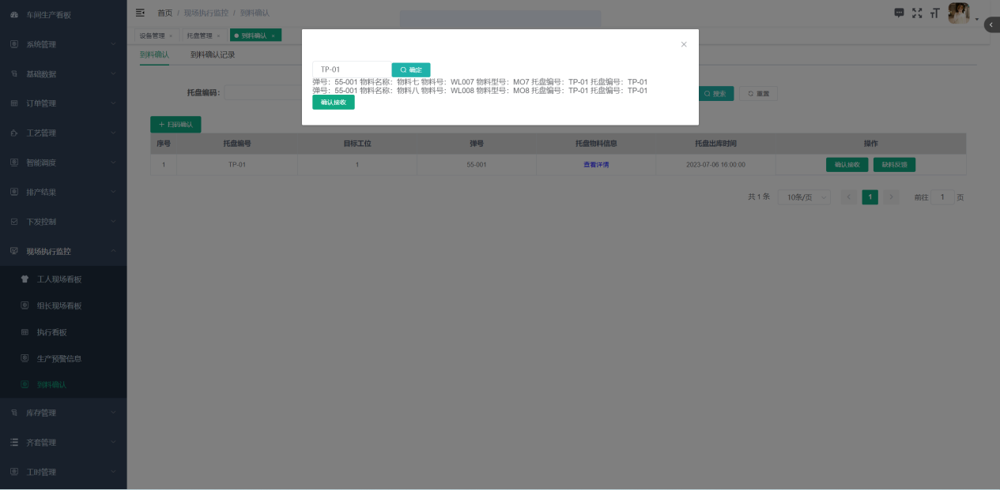 车间生产看板
系统管理
基础数据
订单管理
工艺管理
智能调度
排产结果
下发控制
现场执行监控
工人现场看板
组长现场看板
执行看板
生产预警信息
到料确认
库存管理
齐套管理
工时管理
首页 / 现场执行监控 / 到料确认
设备管理 × 托盘管理 × 到料确认 ×
到料确认 到料确认记录
托盘编码：
搜索 重置
+ 扫码确认
序号 托盘编号 目标工位 弹号 托盘物料信息 托盘出库时间 操作
1 TP-01 1 55-001 查看详情 2023-07-06 16:00:00 确认接收 缺料反馈
共 1 条 10条/页 < 1 > 前往 1 页
TP-01 确定
弹号：55-001 物料名称：物料七 物料号：WL007 物料型号：MO7 托盘编号：TP-01 托盘编号：TP-01
弹号：55-001 物料名称：物料八 物料号：WL008 物料型号：MO8 托盘编号：TP-01 托盘编号：TP-01
确认接收